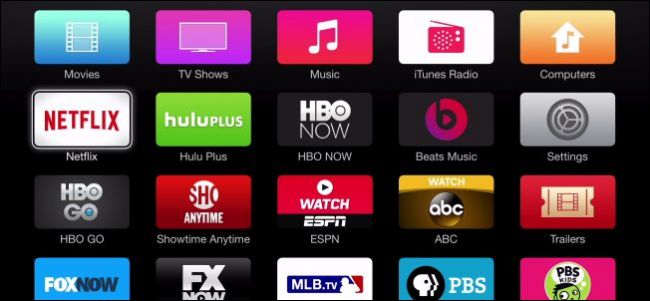 Movies
TV Shows
Music
iTunes Radio
Computers
NETFLIX
huluPLUS
HBO
NOW
Netflix
Hulu Plus
HBO NOW
Beats Music
Settings
HBO
GO
SHO
ANYTIME
WATCH
ESPN
WATCH
abc
HBO GO
Showtime Anytime
ESPN
ABC
Trailers
FOXNOW
FX
NOW
MLB.tv
PBS
PBS
KIDS